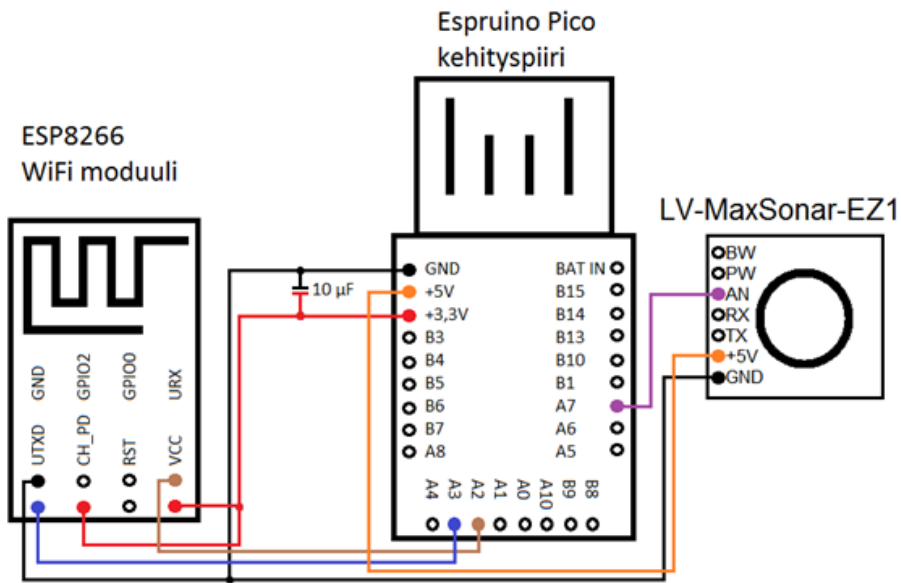 Espruino Pico
kehityspiiri
ESP8266
WiFi moduuli
LV-MaxSonar-EZ1
GND
+5V
+3,3V
B3
B4
B5
B6
B7
A8
BAT IN
B15
B14
B13
B10
B1
A7
A6
A5
A4
A3
A2
A1
A0
A10
B9
B8
10 µF
BW
PW
AN
RX
TX
+5V
GND
GND
GPIO2
GPIO0
URX
UTXD
CH_PD
RST
VCC